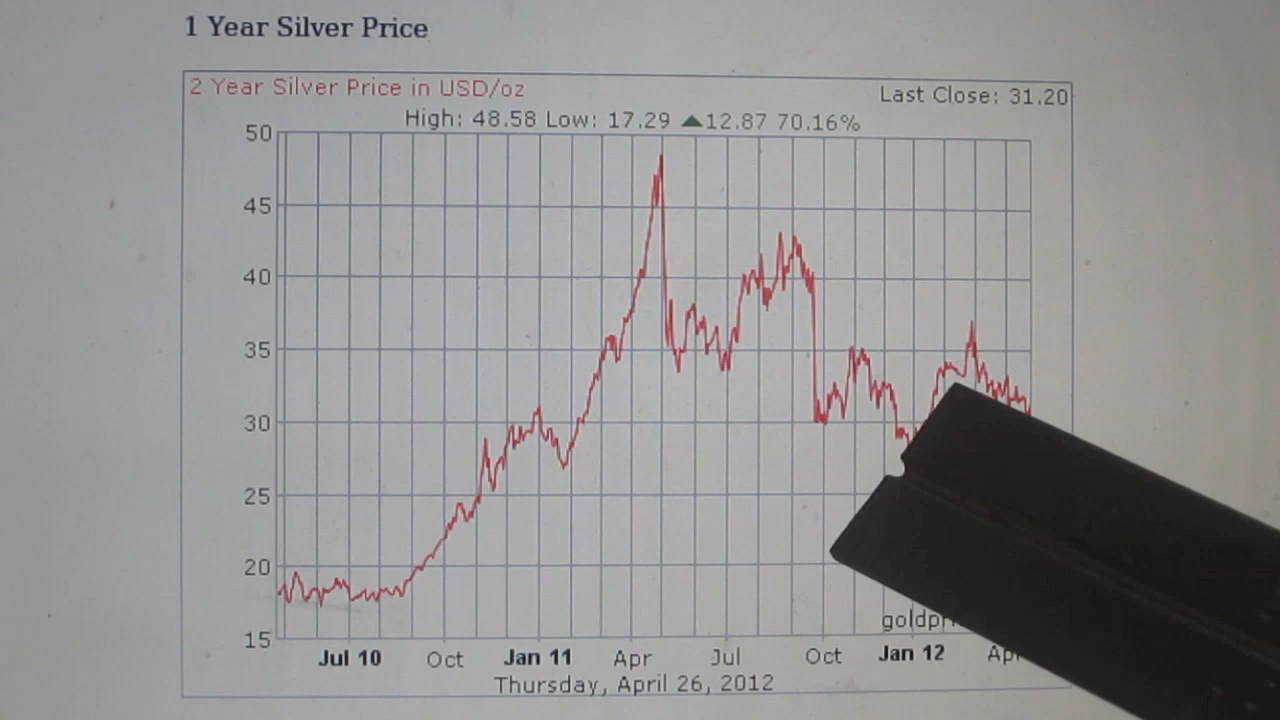 1 Year Silver Price
2 Year Silver Price in USD/oz
Last Close: 31.20
High: 48.58 Low: 17.29 ▲12.87 70.16%
50
45
40
35
30
25
20
15
Jul 10 Oct Jan 11 Apr Jul Oct Jan 12
Thursday, April 26, 2012